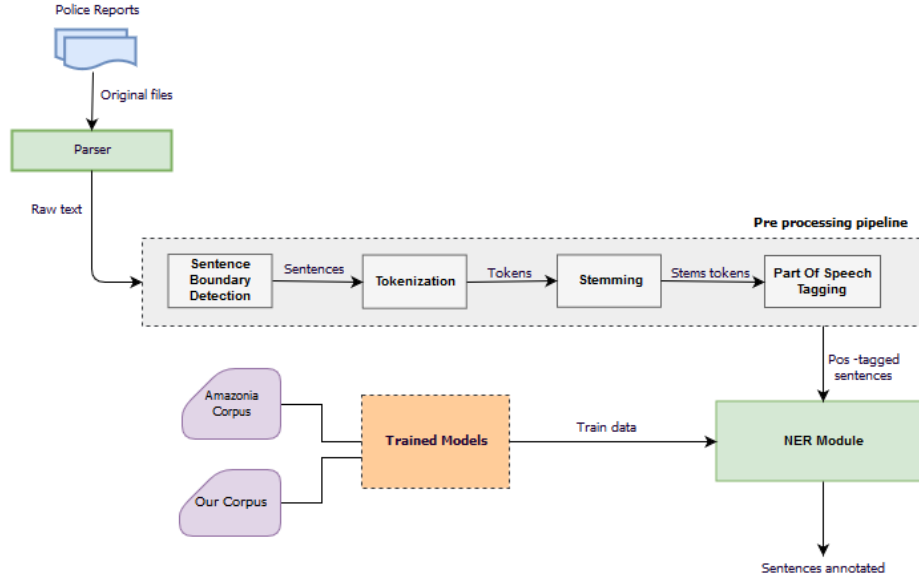 Police Reports
Original files
Parser
Raw text
Pre processing pipeline
Sentence
Boundary
Detection
Sentences
Tokenization
Tokens
Stemming
Stems tokens
Part Of Speech
Tagging
Pos -tagged
sentences
Amazonia
Corpus
Our Corpus
Trained Models
Train data
NER Module
Sentences annotated